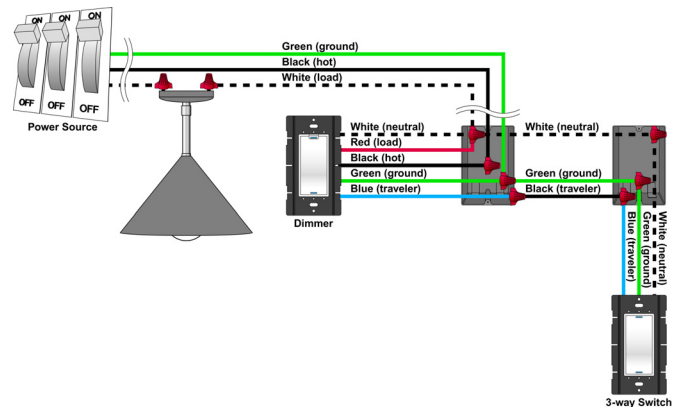 ON
ON
ON
OFF
OFF
OFF
Power Source
Green (ground)
Black (hot)
White (load)
White (neutral)
Red (load)
Black (hot)
Green (ground)
Blue (traveler)
Dimmer
White (neutral)
Green (ground)
Black (traveler)
White (neutral)
Green (ground)
Blue (traveler)
3-way Switch